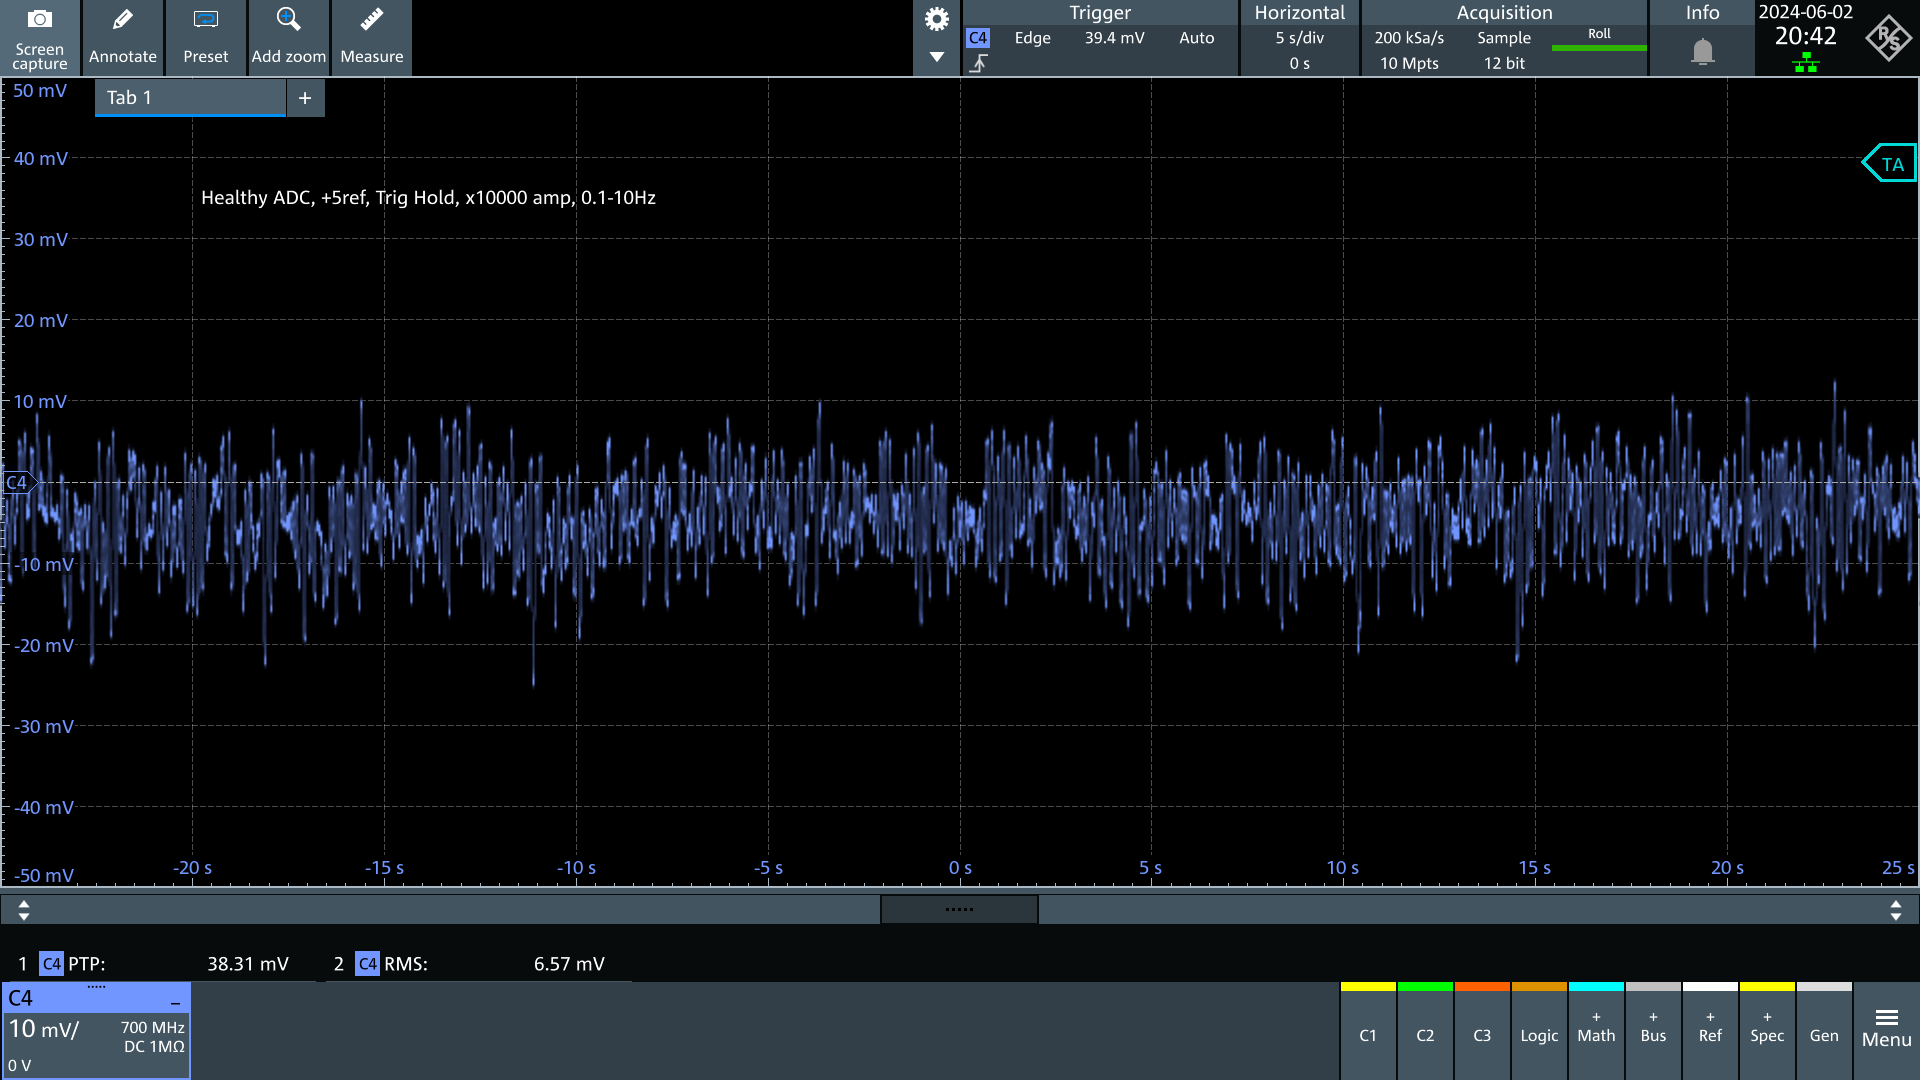 Screen capture
Annotate
Preset
Add zoom
Measure
Trigger
C4 Edge 39.4 mV Auto
Horizontal
5 s/div
0 s
Acquisition
200 kSa/s Sample Roll
10 Mpts 12 bit
Info
2024-06-02
20:42
R&S
Tab 1 +
50 mV
40 mV
TA
Healthy ADC, +5ref, Trig Hold, x10000 amp, 0.1-10Hz
30 mV
20 mV
10 mV
C4
-10 mV
-20 mV
-30 mV
-40 mV
-50 mV
-20 s -15 s -10 s -5 s 0 s 5 s 10 s 15 s 20 s 25 s
1 C4 PTP: 38.31 mV 2 C4 RMS: 6.57 mV
C4
10 mV/ 700 MHz
DC 1MΩ
0 V
C1
C2
C3
Logic
+ Math
+ Bus
+ Ref
+ Spec
Gen
Menu